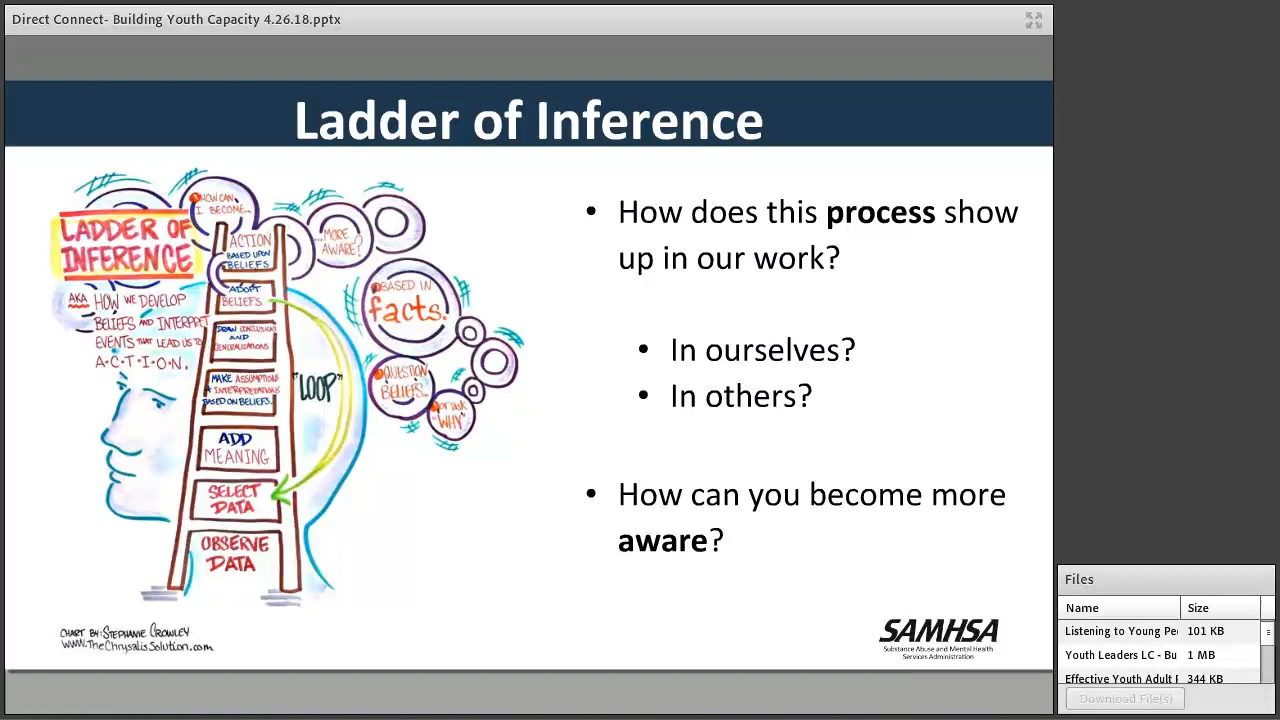 Direct Connect- Building Youth Capacity 4.26.18.pptx
Ladder of Inference
LADDER OF
INFERENCE
AKA HOW WE DEVELOP
BELIEFS AND INTERPRET
EVENTS THAT LEAD US TO
A·C·T·I·O·N.
HOW CAN
I BECOME...
...MORE
AWARE?
ACTION
BASED UPON
BELIEFS
ADOPT
BELIEFS
DRAW CONCLUSIONS
AND
GENERALIZATIONS
MAKE ASSUMPTIONS
+ INTERPRETATIONS
BASED ON BELIEFS.
ADD
MEANING
SELECT
DATA
OBSERVE
DATA
"LOOP"
BASED IN
facts.
QUESTION
BELIEFS...
or ask
"WHY"
CHART BY: STEPHANIE CROWLEY
WWW.TheChrysalisSolution.com
• How does this process show
up in our work?
• In ourselves?
• In others?
• How can you become more
aware?
SAMHSA
Substance Abuse and Mental Health
Services Administration
Files
Name Size
Listening to Young Pe 101 KB
Youth Leaders LC - Bu 1 MB
Effective Youth Adult 344 KB
Download File(s)